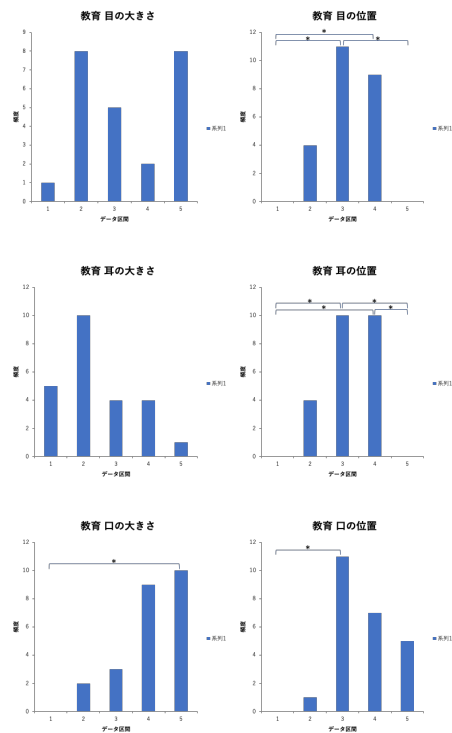 教育 目の大きさ
9
8
7
6
5
4
3
2
1
0
頻度
1 2 3 4 5
データ区間
系列1
教育 目の位置
12
10
8
6
4
2
0
頻度
* * *
1 2 3 4 5
データ区間
系列1
教育 耳の大きさ
12
10
8
6
4
2
0
頻度
1 2 3 4 5
データ区間
系列1
教育 耳の位置
12
10
8
6
4
2
0
頻度
* *
* *
1 2 3 4 5
データ区間
系列1
教育 口の大きさ
12
10
8
6
4
2
0
頻度
*
1 2 3 4 5
データ区間
系列1
教育 口の位置
12
10
8
6
4
2
0
頻度
*
1 2 3 4 5
データ区間
系列1